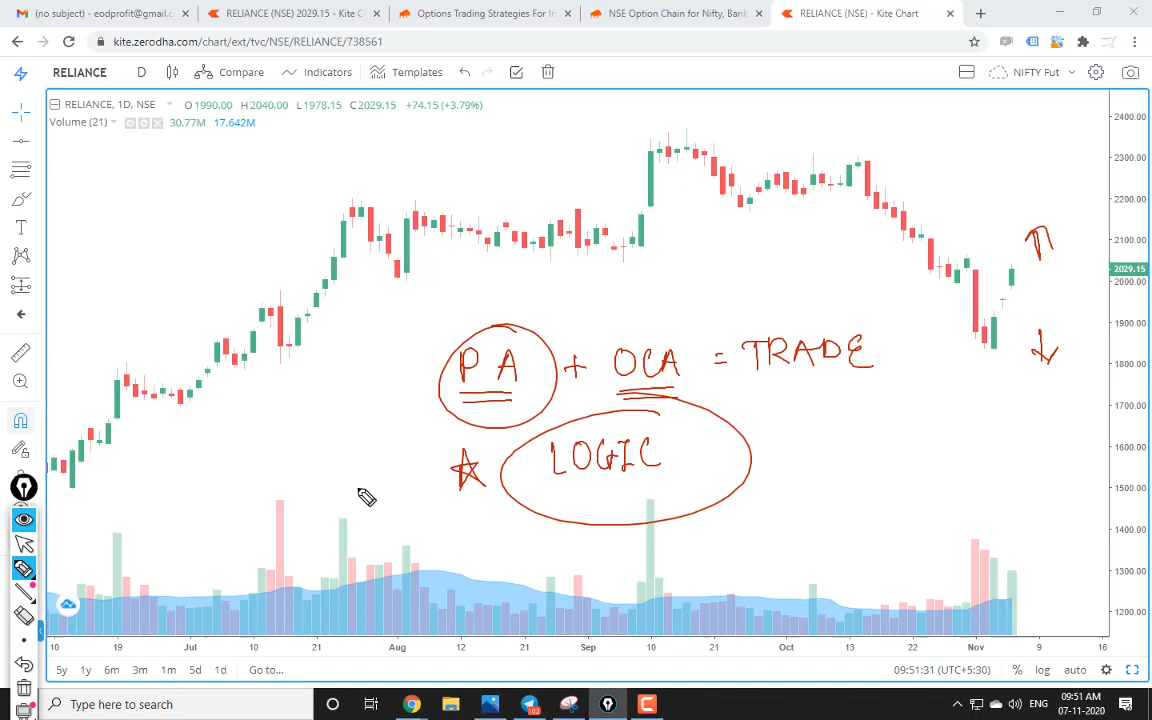 (no subject) - eodprofit@gmail.c
RELIANCE (NSE) 2029.15 - Kite C
Options Trading Strategies For In
NSE Option Chain for Nifty, Bank
RELIANCE (NSE) - Kite Chart
kite.zerodha.com/chart/ext/tvc/NSE/RELIANCE/738561
RELIANCE D Compare Indicators Templates NIFTY Fut
RELIANCE, 1D, NSE O1990.00 H2040.00 L1978.15 C2029.15 +74.15 (+3.79%)
Volume (21) 30.77M 17.642M
2400.00
2300.00
2200.00
2100.00
2029.15
2000.00
1900.00
1800.00
1700.00
1600.00
1500.00
1400.00
1300.00
1200.00
PA + OCA = TRADE
LOGIC
10 19 Jul 10 21 Aug 12 21 Sep 10 21 Oct 13 22 Nov 9 16
5y 1y 6m 3m 1m 5d 1d Go to... 09:51:31 (UTC+5:30) % log auto
Type here to search
102
09:51 AM
07-11-2020